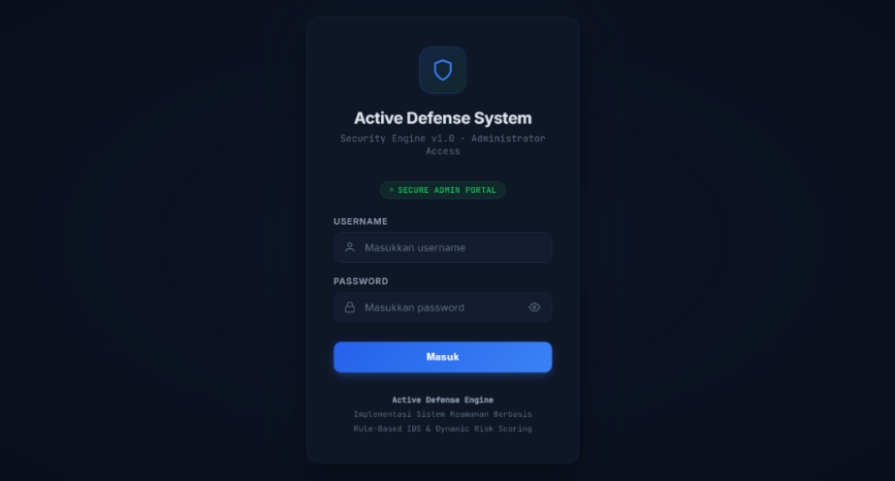 Active Defense System
Security Engine v1.0 - Administrator
Access
SECURE ADMIN PORTAL
USERNAME
Masukkan username
PASSWORD
Masukkan password
Masuk
Active Defense Engine
Implementasi Sistem Keamanan Berbasis
Rule-Based IDS & Dynamic Risk Scoring